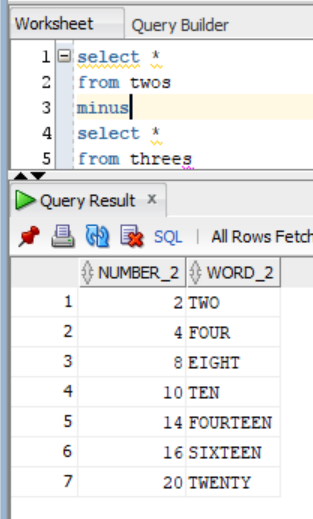 Worksheet Query Builder
1 select *
2 from twos
3 minus
4 select *
5 from threes
Query Result x
SQL | All Rows Fetch
NUMBER_2 WORD_2
1 2 TWO
2 4 FOUR
3 8 EIGHT
4 10 TEN
5 14 FOURTEEN
6 16 SIXTEEN
7 20 TWENTY